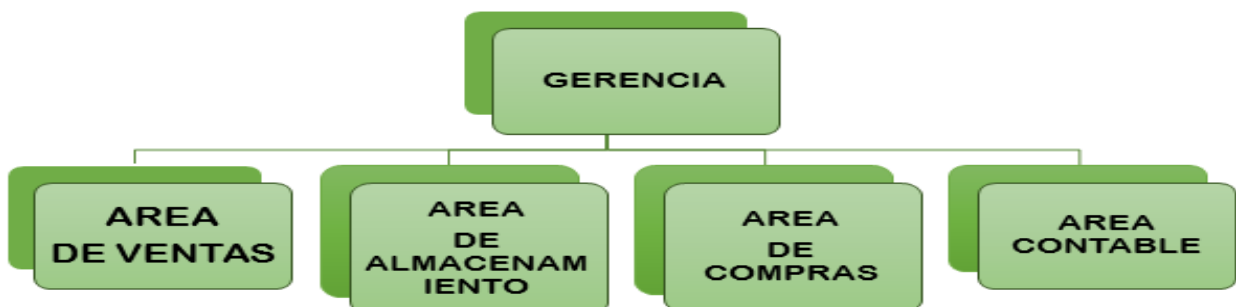 GERENCIA
AREA
DE VENTAS
AREA
DE
ALMACENAM
IENTO
AREA
DE
COMPRAS
AREA
CONTABLE